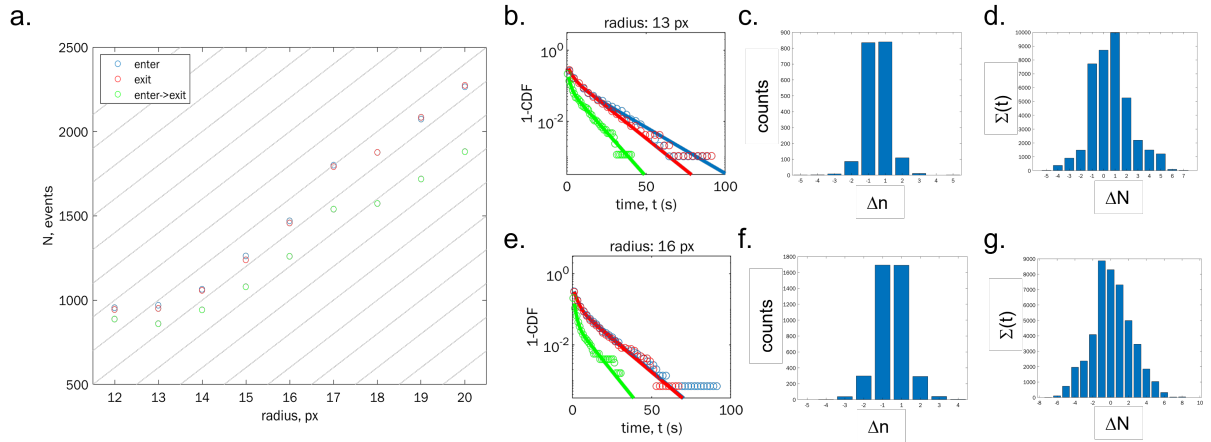 a.
2500
2000
1500
1000
500
N, events
enter
exit
enter->exit
12 13 14 15 16 17 18 19 20
radius, px
b.
radius: 13 px
10^0
10^-2
1-CDF
0 50 100
time, t (s)
c.
900
800
700
600
500
400
300
200
100
0
counts
-5 -4 -3 -2 -1 1 2 3 4 5
Δn
d.
10000
9000
8000
7000
6000
5000
4000
3000
2000
1000
0
Σ(t)
-5 -4 -3 -2 -1 0 1 2 3 4 5 6 7
ΔN
e.
radius: 16 px
10^0
10^-2
1-CDF
0 50 100
time, t (s)
f.
1800
1600
1400
1200
1000
800
600
400
200
0
counts
-5 -4 -3 -2 -1 1 2 3 4
Δn
g.
9000
8000
7000
6000
5000
4000
3000
2000
1000
0
Σ(t)
-8 -6 -4 -2 0 2 4 6 8 10
ΔN